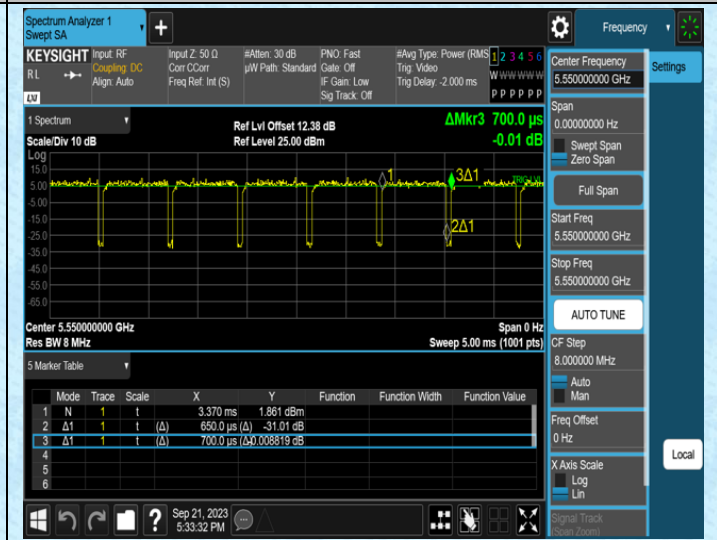 Spectrum Analyzer 1
Swept SA
+
Frequency
KEYSIGHT
RL
LXI
Input: RF
Coupling: DC
Align: Auto
Input Z: 50 Ω
Corr CCorr
Freq Ref: Int (S)
#Atten: 30 dB
µW Path: Standard
PNO: Fast
Gate: Off
IF Gain: Low
Sig Track: Off
#Avg Type: Power (RMS
Trig: Video
Trig Delay: -2.000 ms
1 2 3 4 5 6
W W W W W W
P P P P P P
1 Spectrum
Scale/Div 10 dB
Ref Lvl Offset 12.38 dB
Ref Level 25.00 dBm
ΔMkr3 700.0 µs
-0.01 dB
Log
15.0
5.00
-5.00
-15.0
-25.0
-35.0
-45.0
-55.0
-65.0
1
3Δ1
TRIG LVL
2Δ1
Center 5.550000000 GHz
Res BW 8 MHz
Span 0 Hz
Sweep 5.00 ms (1001 pts)
5 Marker Table
Mode Trace Scale X Y Function Function Width Function Value
1 N 1 t 3.370 ms 1.861 dBm
2 Δ1 1 t (Δ) 650.0 µs (Δ) -31.01 dB
3 Δ1 1 t (Δ) 700.0 µs (Δ)-0.008819 dB
4
5
6
?
Sep 21, 2023
5:33:32 PM
Center Frequency
5.550000000 GHz
Span
0.00000000 Hz
Swept Span
Zero Span
Full Span
Start Freq
5.550000000 GHz
Stop Freq
5.550000000 GHz
AUTO TUNE
CF Step
8.000000 MHz
Auto
Man
Freq Offset
0 Hz
X Axis Scale
Log
Lin
Signal Track
(Span Zoom)
Settings
Local